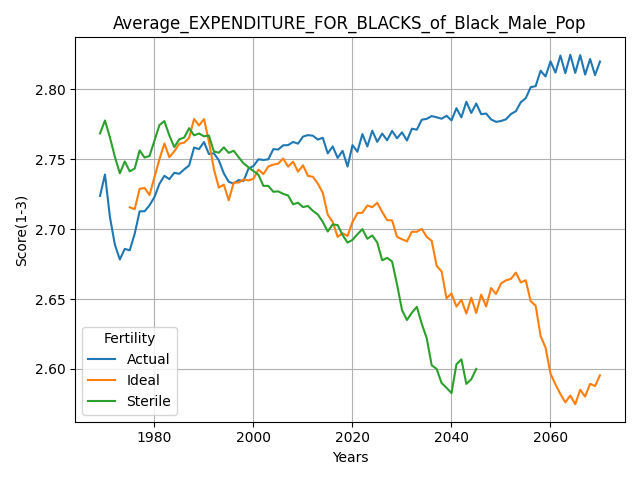 Average_EXPENDITURE_FOR_BLACKS_of_Black_Male_Pop
Score(1-3)
2.80
2.75
2.70
2.65
2.60
Fertility
Actual
Ideal
Sterile
1980 2000 2020 2040 2060
Years